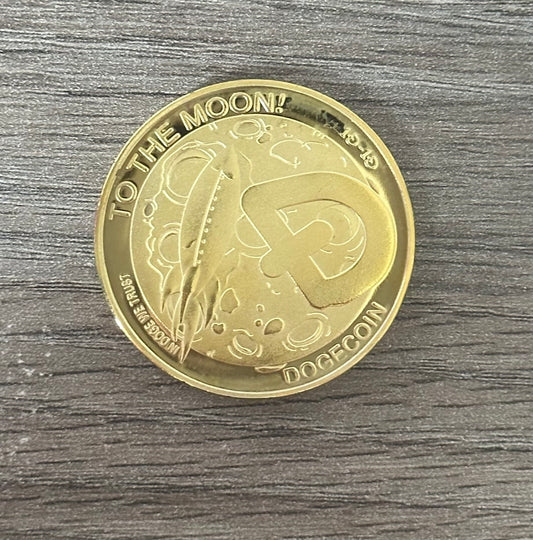 TO THE MOON!
IN DOGE WE TRUST
DOGECOIN